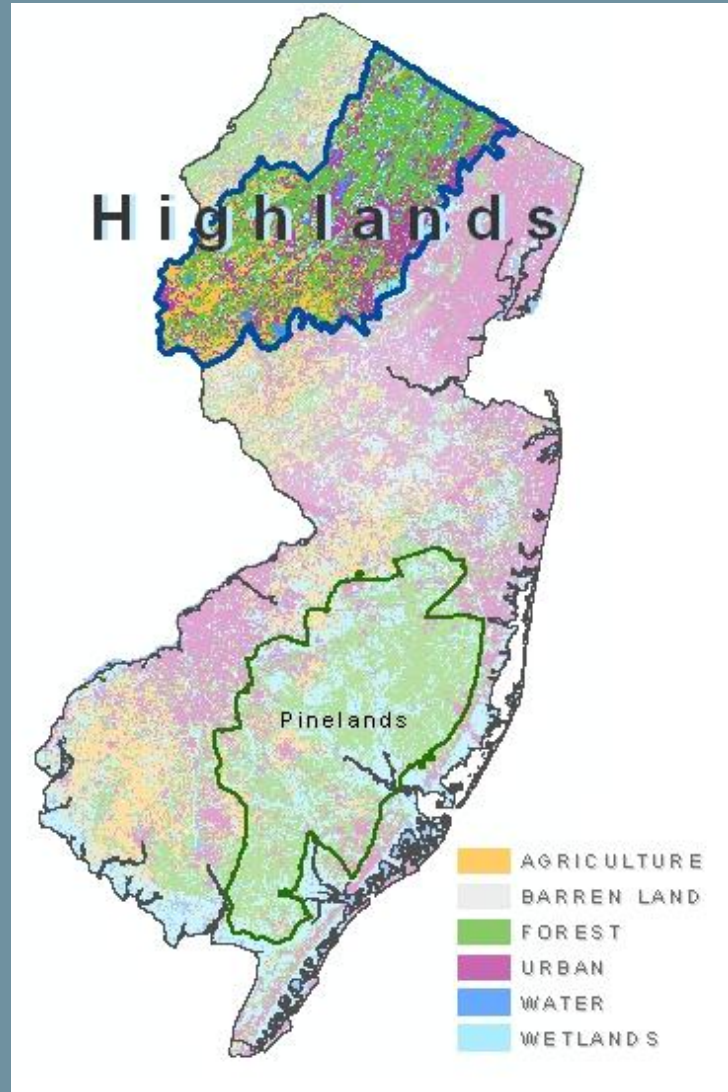 Highlands
Pinelands
AGRICULTURE
BARREN LAND
FOREST
URBAN
WATER
WETLANDS